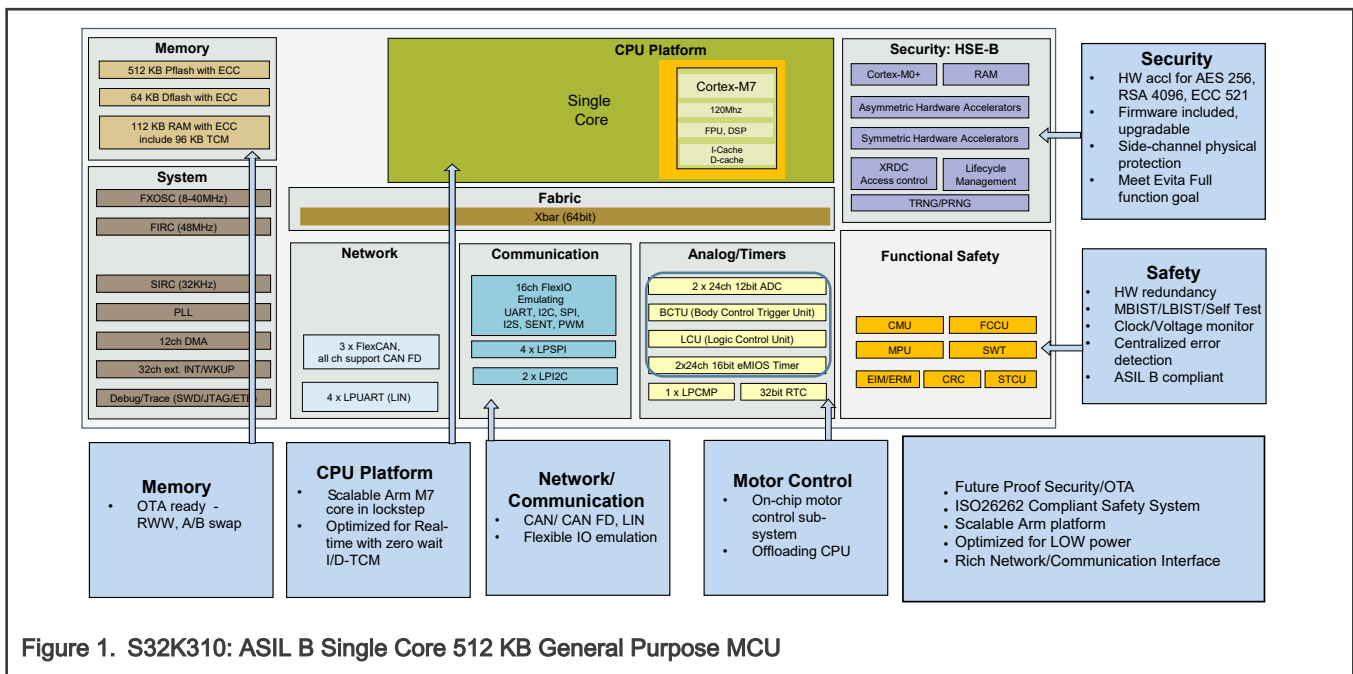 Memory
512 KB Pflash with ECC
64 KB Dflash with ECC
112 KB RAM with ECC
include 96 KB TCM
System
FXOSC (8-40MHz)
FIRC (48MHz)
SIRC (32KHz)
PLL
12ch DMA
32ch ext. INT/WKUP
Debug/Trace (SWD/JTAG/ETB)
CPU Platform
Single
Core
Cortex-M7
120Mhz
FPU, DSP
I-Cache
D-cache
Fabric
Xbar (64bit)
Network
3 x FlexCAN,
all ch support CAN FD
4 x LPUART (LIN)
Communication
16ch FlexIO
Emulating
UART, I2C, SPI,
I2S, SENT, PWM
4 x LPSPI
2 x LPI2C
Analog/Timers
2 x 24ch 12bit ADC
BCTU (Body Control Trigger Unit)
LCU (Logic Control Unit)
2x24ch 16bit eMIOS Timer
1 x LPCMP
32bit RTC
Security: HSE-B
Cortex-M0+
RAM
Asymmetric Hardware Accelerators
Symmetric Hardware Accelerators
XRDC
Access control
Lifecycle
Management
TRNG/PRNG
Functional Safety
CMU
FCCU
MPU
SWT
EIM/ERM
CRC
STCU
Security
• HW accl for AES 256,
RSA 4096, ECC 521
• Firmware included,
upgradable
• Side-channel physical
protection
• Meet Evita Full
function goal
Safety
• HW redundancy
• MBIST/LBIST/Self Test
• Clock/Voltage monitor
• Centralized error
detection
• ASIL B compliant
Memory
• OTA ready -
RWW, A/B swap
CPU Platform
• Scalable Arm M7
core in lockstep
• Optimized for Real-
time with zero wait
I/D-TCM
Network/
Communication
• CAN/ CAN FD, LIN
• Flexible IO emulation
Motor Control
• On-chip motor
control sub-
system
• Offloading CPU
• Future Proof Security/OTA
• ISO26262 Compliant Safety System
• Scalable Arm platform
• Optimized for LOW power
• Rich Network/Communication Interface
Figure 1. S32K310: ASIL B Single Core 512 KB General Purpose MCU